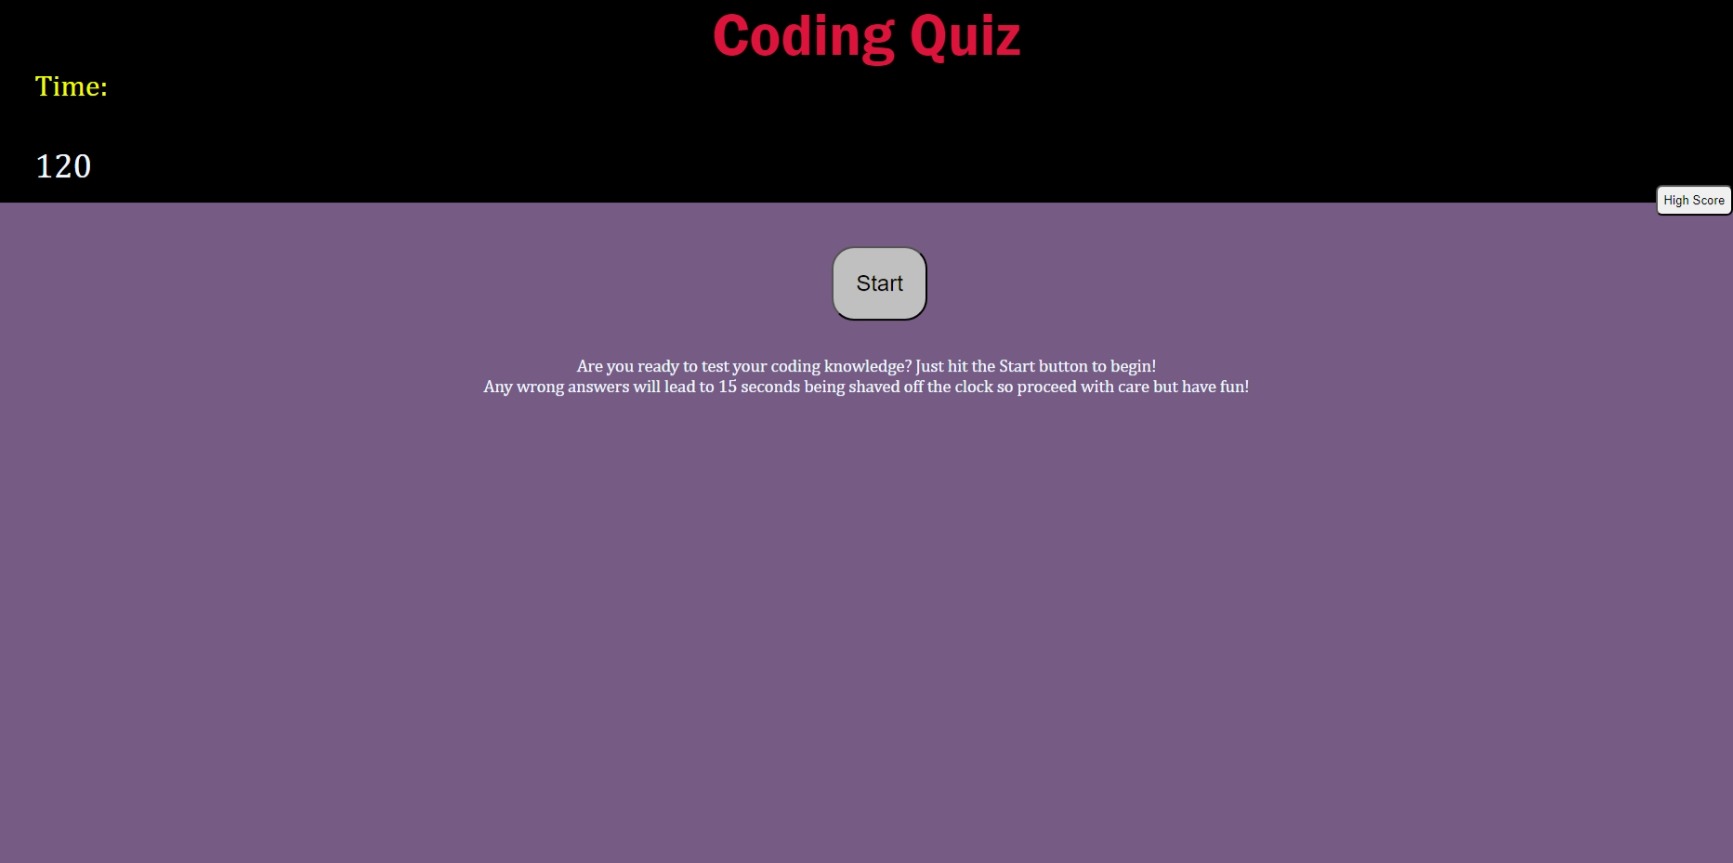 Coding Quiz
Time:
120
High Score
Start
Are you ready to test your coding knowledge? Just hit the Start button to begin!
Any wrong answers will lead to 15 seconds being shaved off the clock so proceed with care but have fun!